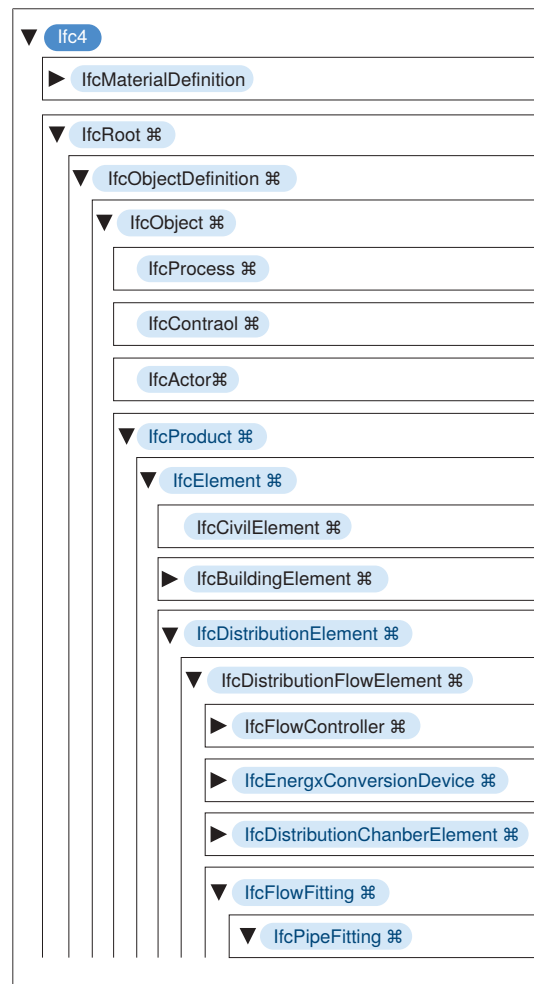 Ifc4
IfcMaterialDefinition
IfcRoot ⌘
IfcObjectDefinition ⌘
IfcObject ⌘
IfcProcess ⌘
IfcContraol ⌘
IfcActor⌘
IfcProduct ⌘
IfcElement ⌘
IfcCivilElement ⌘
IfcBuildingElement ⌘
IfcDistributionElement ⌘
IfcDistributionFlowElement ⌘
IfcFlowController ⌘
IfcEnergxConversionDevice ⌘
IfcDistributionChanberElement ⌘
IfcFlowFitting ⌘
IfcPipeFitting ⌘